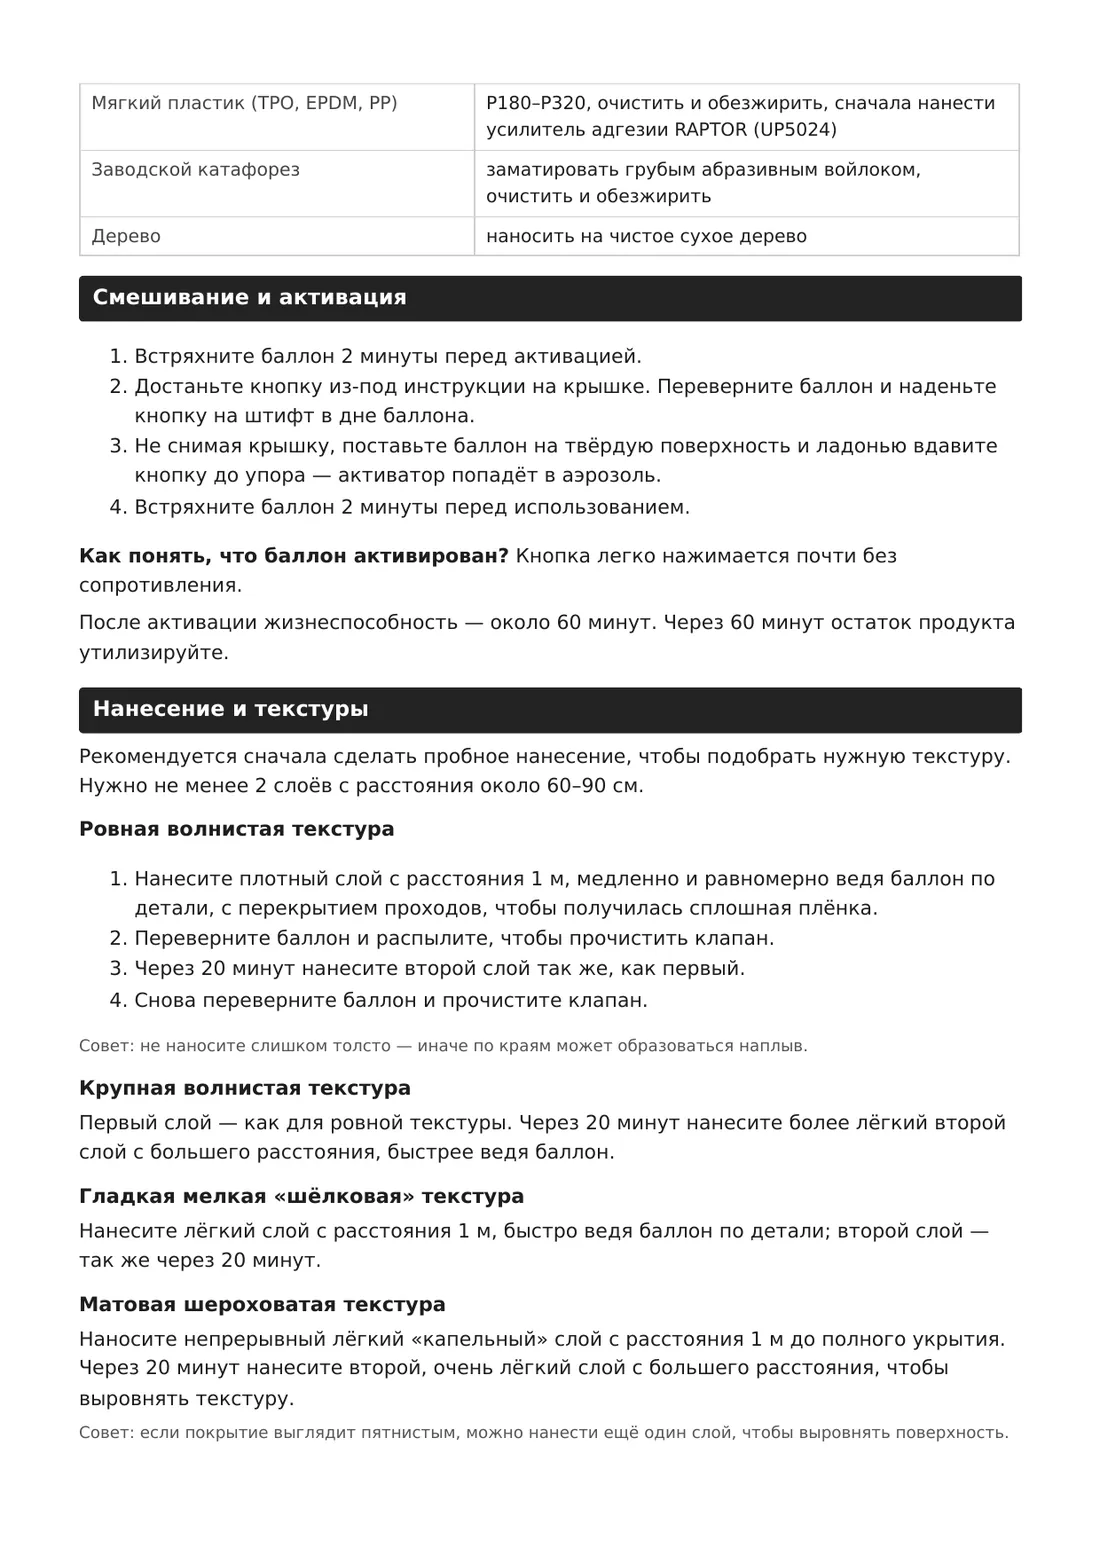 Мягкий пластик (TPO, EPDM, PP)
P180–P320, очистить и обезжирить, сначала нанести
усилитель адгезии RAPTOR (UP5024)
Заводской катафорез
заматировать грубым абразивным войлоком,
очистить и обезжирить
Дерево
наносить на чистое сухое дерево
Смешивание и активация
1. Встряхните баллон 2 минуты перед активацией.
2. Достаньте кнопку из-под инструкции на крышке. Переверните баллон и наденьте
кнопку на штифт в дне баллона.
3. Не снимая крышку, поставьте баллон на твёрдую поверхность и ладонью вдавите
кнопку до упора — активатор попадёт в аэрозоль.
4. Встряхните баллон 2 минуты перед использованием.
Как понять, что баллон активирован? Кнопка легко нажимается почти без
сопротивления.
После активации жизнеспособность — около 60 минут. Через 60 минут остаток продукта
утилизируйте.
Нанесение и текстуры
Рекомендуется сначала сделать пробное нанесение, чтобы подобрать нужную текстуру.
Нужно не менее 2 слоёв с расстояния около 60–90 см.
Ровная волнистая текстура
1. Нанесите плотный слой с расстояния 1 м, медленно и равномерно ведя баллон по
детали, с перекрытием проходов, чтобы получилась сплошная плёнка.
2. Переверните баллон и распылите, чтобы прочистить клапан.
3. Через 20 минут нанесите второй слой так же, как первый.
4. Снова переверните баллон и прочистите клапан.
Совет: не наносите слишком толсто — иначе по краям может образоваться наплыв.
Крупная волнистая текстура
Первый слой — как для ровной текстуры. Через 20 минут нанесите более лёгкий второй
слой с большего расстояния, быстрее ведя баллон.
Гладкая мелкая «шёлковая» текстура
Нанесите лёгкий слой с расстояния 1 м, быстро ведя баллон по детали; второй слой —
так же через 20 минут.
Матовая шероховатая текстура
Наносите непрерывный лёгкий «капельный» слой с расстояния 1 м до полного укрытия.
Через 20 минут нанесите второй, очень лёгкий слой с большего расстояния, чтобы
выровнять текстуру.
Совет: если покрытие выглядит пятнистым, можно нанести ещё один слой, чтобы выровнять поверхность.